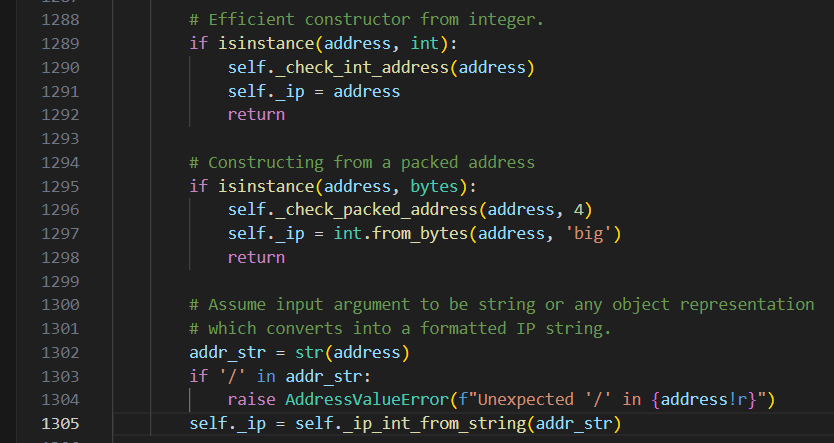 1288 # Efficient constructor from integer.
1289 if isinstance(address, int):
1290 self._check_int_address(address)
1291 self._ip = address
1292 return
1293
1294 # Constructing from a packed address
1295 if isinstance(address, bytes):
1296 self._check_packed_address(address, 4)
1297 self._ip = int.from_bytes(address, 'big')
1298 return
1299
1300 # Assume input argument to be string or any object representation
1301 # which converts into a formatted IP string.
1302 addr_str = str(address)
1303 if '/' in addr_str:
1304 raise AddressValueError(f"Unexpected '/' in {address!r}")
1305 self._ip = self._ip_int_from_string(addr_str)